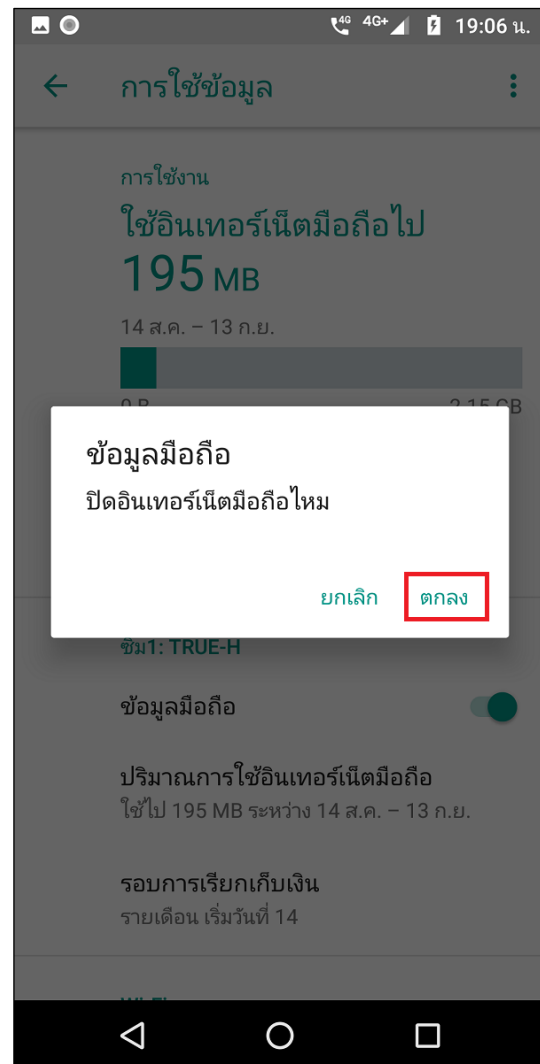 4G 4G+ 19:06 น.
การใช้ข้อมูล
การใช้งาน
ใช้อินเทอร์เน็ตมือถือไป
195 MB
14 ส.ค. – 13 ก.ย.
0 B 2.15 GB
ข้อมูลมือถือ
ปิดอินเทอร์เน็ตมือถือไหม
ยกเลิก ตกลง
ซิม1: TRUE-H
ข้อมูลมือถือ
ปริมาณการใช้อินเทอร์เน็ตมือถือ
ใช้ไป 195 MB ระหว่าง 14 ส.ค. – 13 ก.ย.
รอบการเรียกเก็บเงิน
รายเดือน เริ่มวันที่ 14